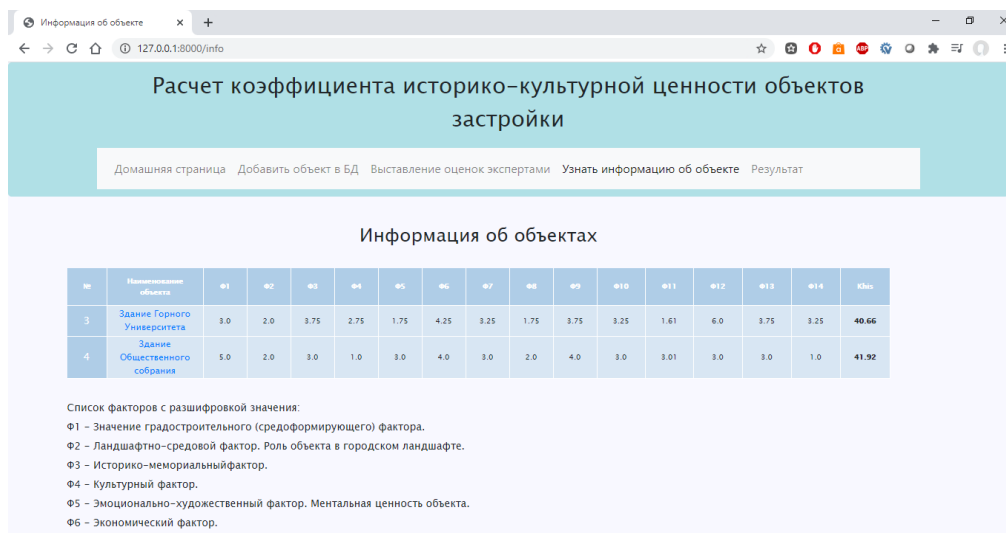 Информация об объекте
127.0.0.1:8000/info
ABP
Расчет коэффициента историко-культурной ценности объектов
застройки
Домашняя страница Добавить объект в БД Выставление оценок экспертами Узнать информацию об объекте Результат
Информация об объектах
№ Наименование объекта Ф1 Ф2 Ф3 Ф4 Ф5 Ф6 Ф7 Ф8 Ф9 Ф10 Ф11 Ф12 Ф13 Ф14 Khis
3 Здание Горного Университета 3.0 2.0 3.75 2.75 1.75 4.25 3.25 1.75 3.75 3.25 1.61 6.0 3.75 3.25 40.66
4 Здание Общественного собрания 5.0 2.0 3.0 1.0 3.0 4.0 3.0 2.0 4.0 3.0 3.01 3.0 3.0 1.0 41.92
Список факторов с разшифровкой значения:
Ф1 - Значение градостроительного (средоформирующего) фактора.
Ф2 - Ландшафтно-средовой фактор. Роль объекта в городском ландшафте.
Ф3 - Историко-мемориальныйфактор.
Ф4 - Культурный фактор.
Ф5 - Эмоционально-художественный фактор. Ментальная ценность объекта.
Ф6 - Экономический фактор.